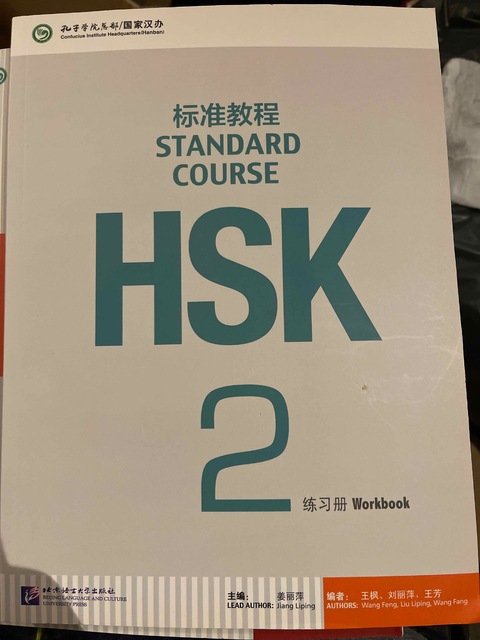 孔子学院总部/国家汉办
Confucius Institute Headquarters(Hanban)
标准教程
STANDARD
COURSE
HSK
2
练习册 Workbook
北京语言大学出版社
BEIJING LANGUAGE AND CULTURE
UNIVERSITY PRESS
主编: 姜丽萍
LEAD AUTHOR: Jiang Liping
编者: 王枫、刘丽萍、王芳
AUTHORS: Wang Feng, Liu Liping, Wang Fang